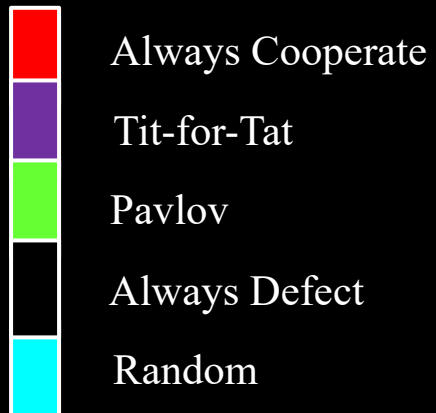 Always Cooperate
Tit-for-Tat
Pavlov
Always Defect
Random